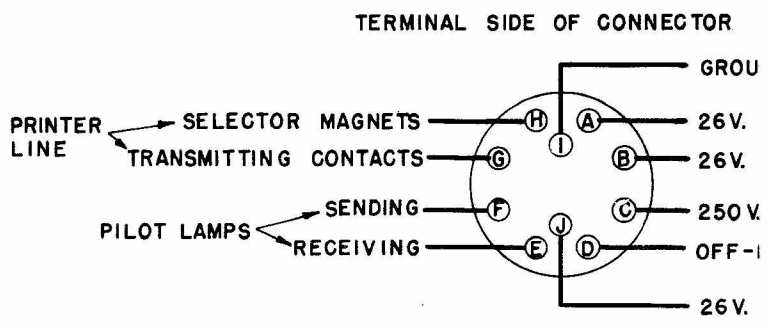 TERMINAL SIDE OF CONNECTOR
GROU
PRINTER LINE
SELECTOR MAGNETS
H
A
26V.
I
TRANSMITTING CONTACTS
G
B
26V.
SENDING
F
C
250V.
PILOT LAMPS
J
RECEIVING
E
D
OFF-I
26V.